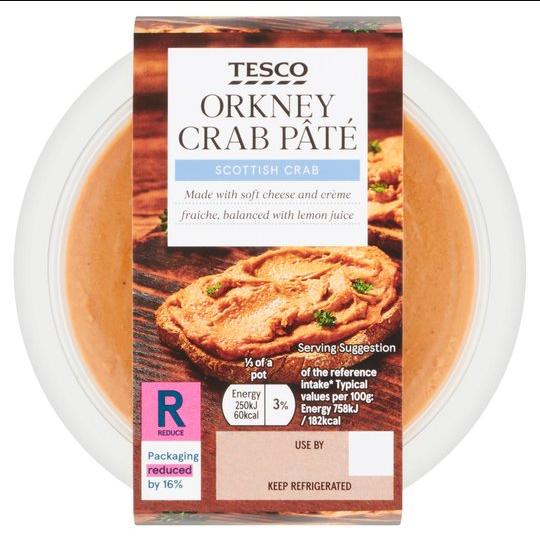 TESCO
ORKNEY
CRAB PÂTÉ
SCOTTISH CRAB
Made with soft cheese and crème
fraiche, balanced with lemon juice
Serving Suggestion
⅓ of a
pot
Energy
250kJ
60kcal
3%
of the reference
intake* Typical
values per 100g:
Energy 758kJ
/ 182kcal
R
REDUCE
Packaging
reduced
by 16%
USE BY
KEEP REFRIGERATED